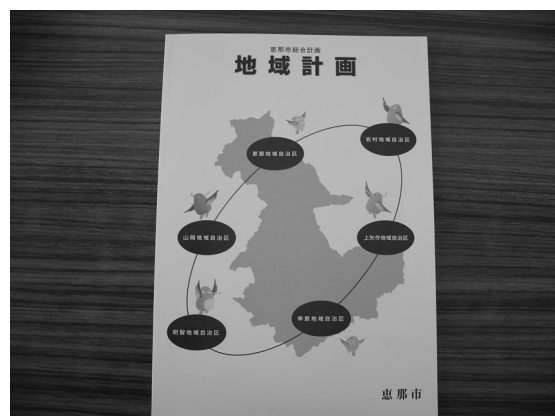 恵那市総合計画
地域計画
岩村地域自治区
恵那地域自治区
山岡地域自治区
上矢作地域自治区
串原地域自治区
明智地域自治区
恵那市